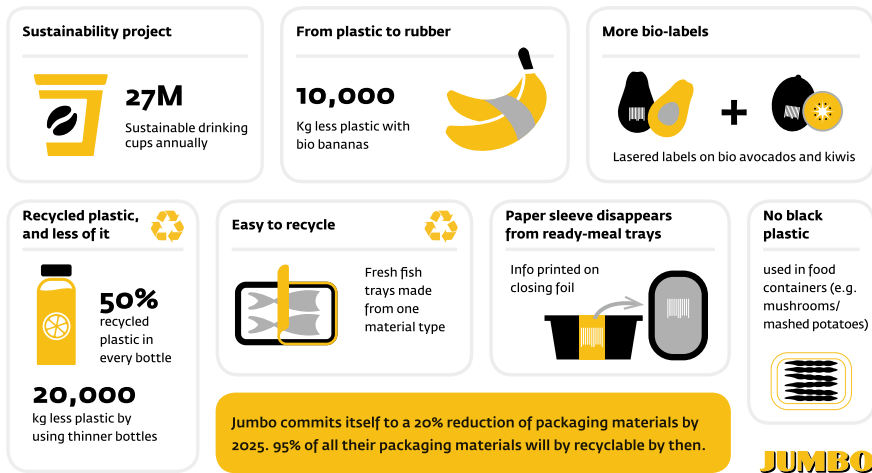 Sustainability project
27M
Sustainable drinking
cups annually
From plastic to rubber
10,000
Kg less plastic with
bio bananas
More bio-labels
+
Lasered labels on bio avocados and kiwis
Recycled plastic,
and less of it
50%
recycled
plastic in
every bottle
20,000
kg less plastic by
using thinner bottles
Easy to recycle
Fresh fish
trays made
from one
material type
Paper sleeve disappears
from ready-meal trays
Info printed on
closing foil
No black
plastic
used in food
containers (e.g.
mushrooms/
mashed potatoes)
Jumbo commits itself to a 20% reduction of packaging materials by
2025. 95% of all their packaging materials will by recyclable by then.
JUMBO